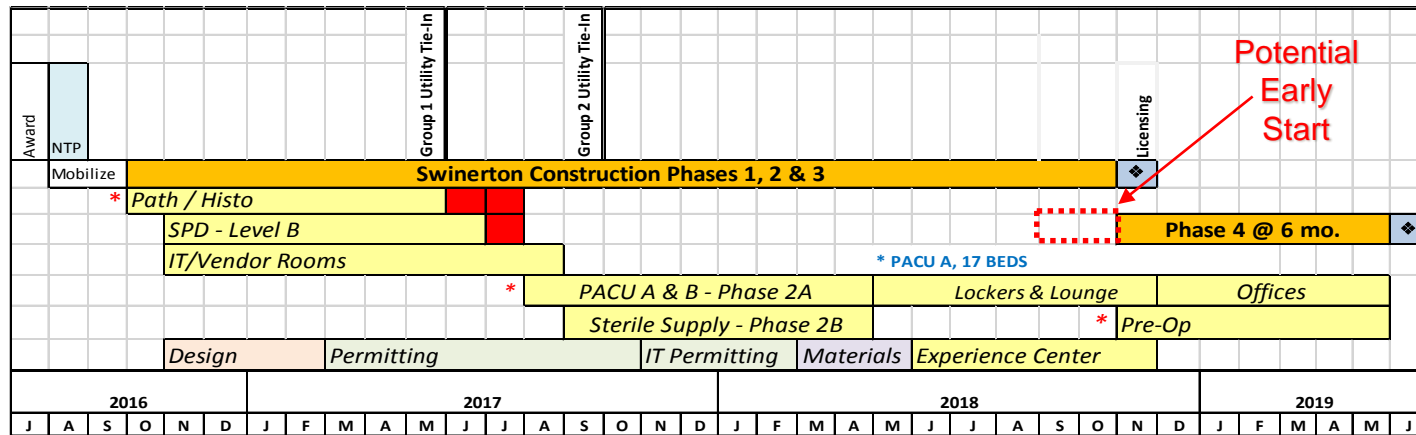 Group 1 Utility Tie-In
Group 2 Utility Tie-In
Potential
Early
Start
Award
NTP
Licensing
Mobilize
Swinerton Construction Phases 1, 2 & 3
❖
* Path / Histo
SPD - Level B
Phase 4 @ 6 mo.
❖
IT/Vendor Rooms
* PACU A, 17 BEDS
* PACU A & B - Phase 2A
Lockers & Lounge
Offices
Sterile Supply - Phase 2B
* Pre-Op
Design
Permitting
IT Permitting
Materials
Experience Center
2016 2017 2018 2019
J A S O N D J F M A M J J A S O N D J F M A M J J A S O N D J F M A M J